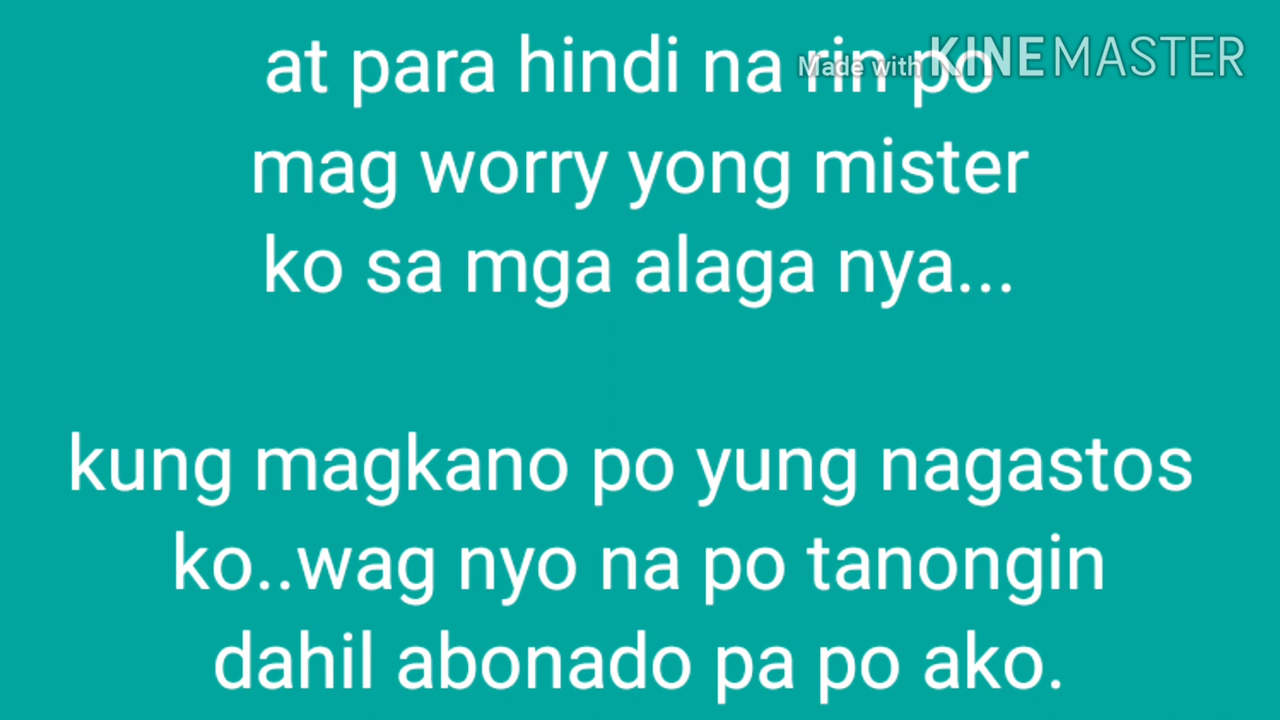 at para hindi na rin po
Made with KINEMASTER
mag worry yong mister
ko sa mga alaga nya...
kung magkano po yung nagastos
ko..wag nyo na po tanongin
dahil abonado pa po ako.